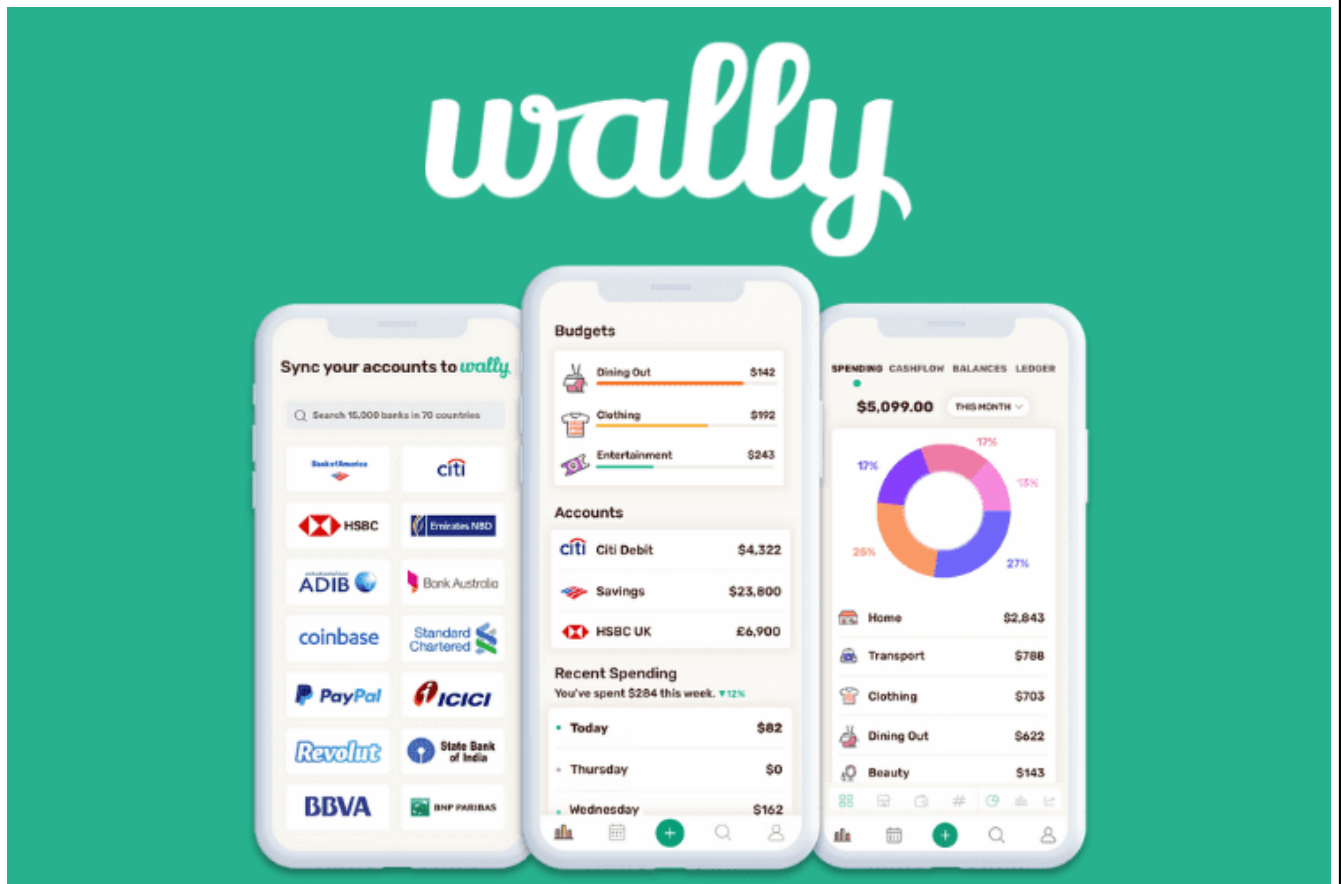 wally
Sync your accounts to wally
Search 15,000 banks in 70 countries
Bank of America
citi
HSBC
Emirates NBD
ADIB
Bank Australia
coinbase
Standard
Chartered
PayPal
ICICI
Revolut
State Bank
of India
BBVA
BNP PARIBAS
Budgets
Dining Out $142
Clothing $192
Entertainment $243
Accounts
citi Citi Debit $4,322
Savings $23,800
HSBC UK £6,900
Recent Spending
You've spent $284 this week. ▼12%
Today $82
Thursday $0
Wednesday $162
SPENDING CASHFLOW BALANCES LEDGER
$5,099.00 THIS MONTH
17%
17%
13%
25%
27%
Home $2,843
Transport $788
Clothing $703
Dining Out $622
Beauty $143
#